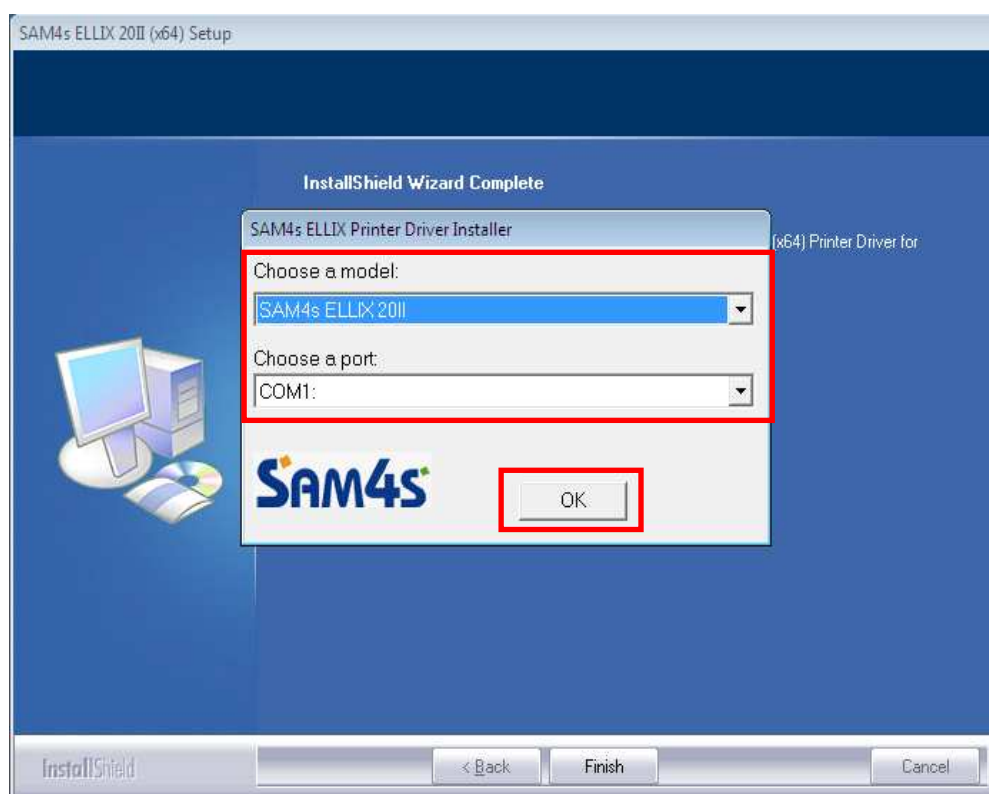 SAM4s ELLIX 20II (x64) Setup
InstallShield Wizard Complete
SAM4s ELLIX Printer Driver Installer
(x64) Printer Driver for
Choose a model:
SAM4s ELLIX 20II
Choose a port:
COM1:
SAM4S
OK
InstallShield
< Back
Finish
Cancel